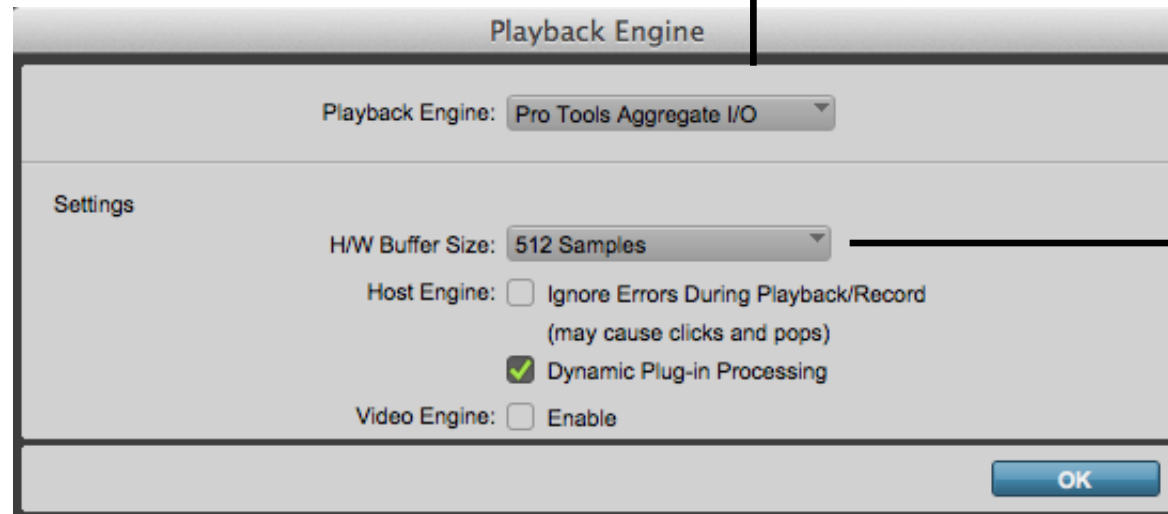 Playback Engine
Playback Engine: Pro Tools Aggregate I/O
Settings
H/W Buffer Size: 512 Samples
Host Engine: Ignore Errors During Playback/Record
(may cause clicks and pops)
Dynamic Plug-in Processing
Video Engine: Enable
OK